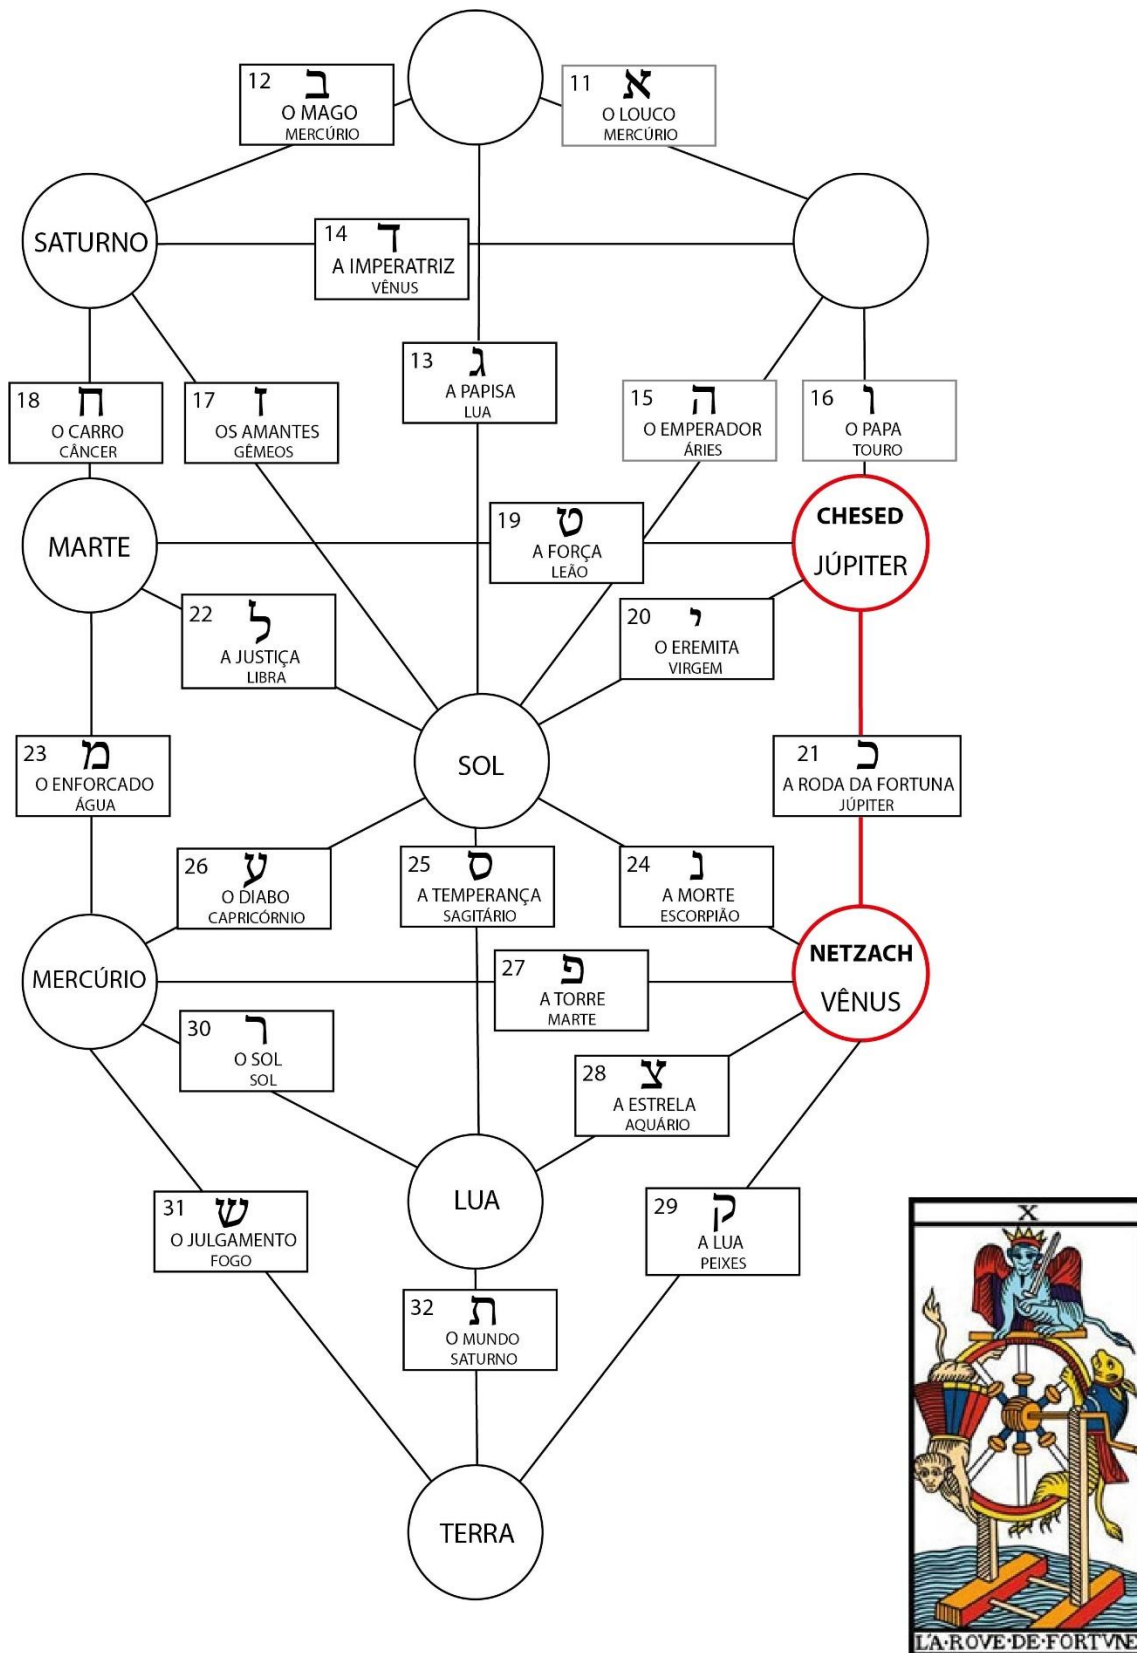 12 ב
O MAGO
MERCÚRIO
11 א
O LOUCO
MERCÚRIO
SATURNO
14 ד
A IMPERATRIZ
VÊNUS
13 ג
A PAPISA
LUA
18 ח
O CARRO
CÂNCER
17 ז
OS AMANTES
GÊMEOS
15 ה
O EMPERADOR
ÁRIES
16 ו
O PAPA
TOURO
MARTE
19 ט
A FORÇA
LEÃO
CHESED
JÚPITER
22 ל
A JUSTIÇA
LIBRA
20 י
O EREMITA
VIRGEM
23 מ
O ENFORCADO
ÁGUA
SOL
21 כ
A RODA DA FORTUNA
JÚPITER
26 ע
O DIABO
CAPRICÓRNIO
25 ס
A TEMPERANÇA
SAGITÁRIO
24 נ
A MORTE
ESCORPIÃO
MERCÚRIO
27 פ
A TORRE
MARTE
NETZACH
VÊNUS
30 ר
O SOL
SOL
28 צ
A ESTRELA
AQUÁRIO
31 ש
O JULGAMENTO
FOGO
LUA
29 ק
A LUA
PEIXES
32 ת
O MUNDO
SATURNO
TERRA
X
L'A·ROVE·DE·FORTVNE